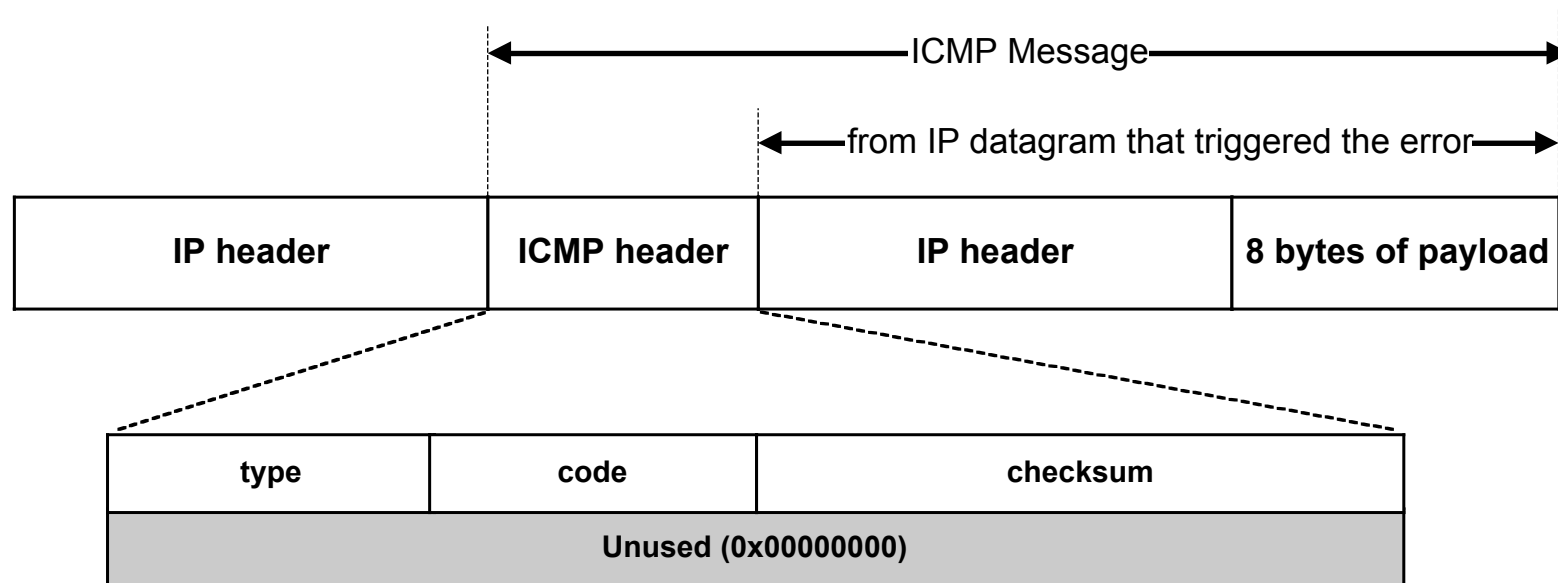 ICMP Message
from IP datagram that triggered the error
IP header
ICMP header
IP header
8 bytes of payload
type
code
checksum
Unused (0x00000000)